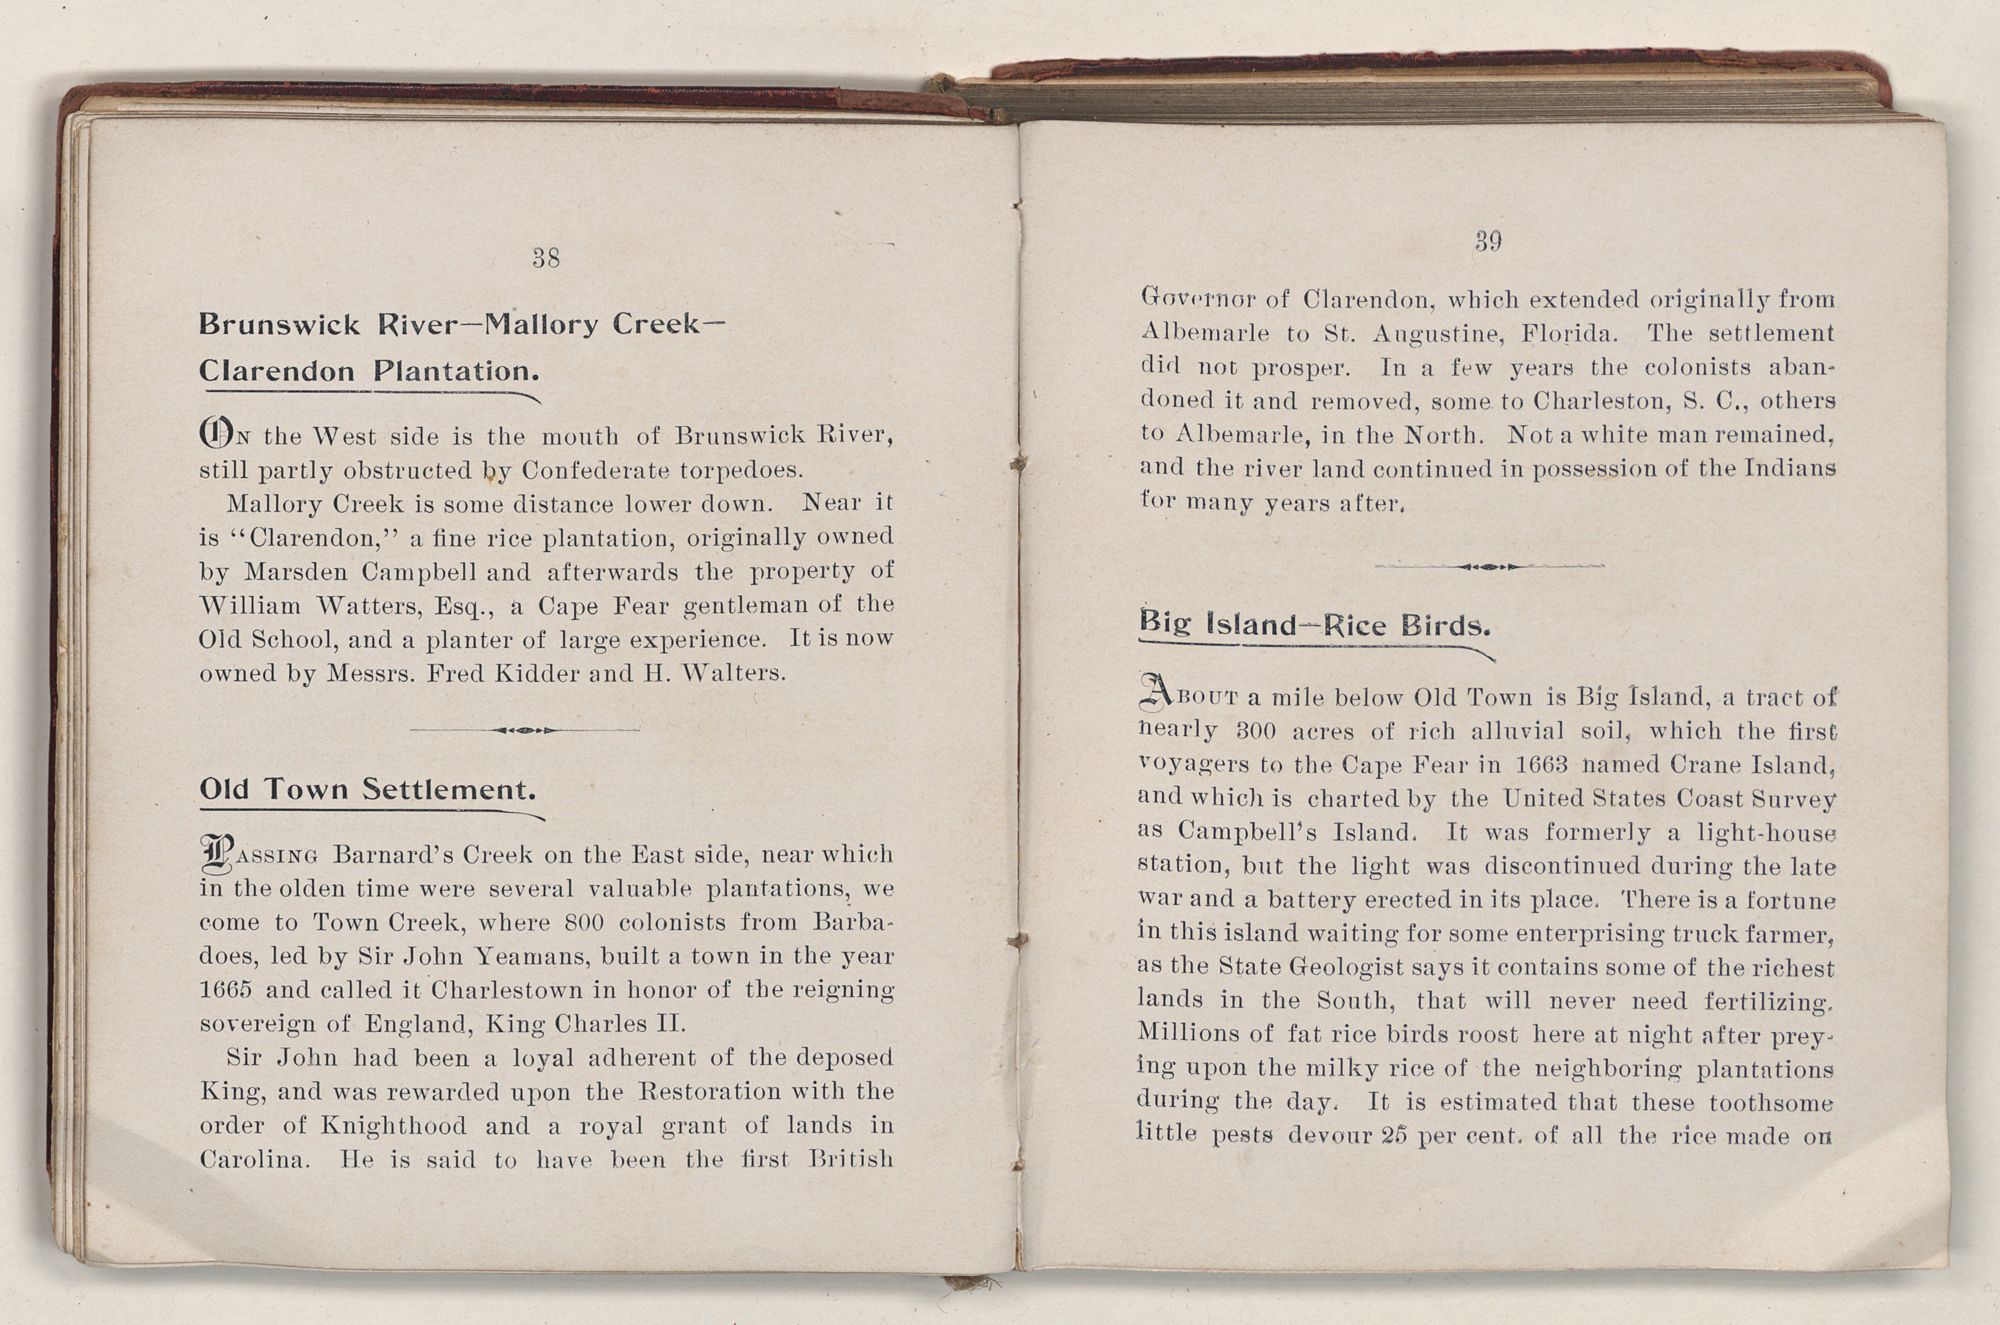 38
Brunswick River—Mallory Creek—
Clarendon Plantation.
ON the West side is the mouth of Brunswick River,
still partly obstructed by Confederate torpedoes.
Mallory Creek is some distance lower down. Near it
is “Clarendon,” a fine rice plantation, originally owned
by Marsden Campbell and afterwards the property of
William Watters, Esq., a Cape Fear gentleman of the
Old School, and a planter of large experience. It is now
owned by Messrs. Fred Kidder and H. Walters.
Old Town Settlement.
PASSING Barnard's Creek on the East side, near which
in the olden time were several valuable plantations, we
come to Town Creek, where 800 colonists from Barba-
does, led by Sir John Yeamans, built a town in the year
1665 and called it Charlestown in honor of the reigning
sovereign of England, King Charles II.
Sir John had been a loyal adherent of the deposed
King, and was rewarded upon the Restoration with the
order of Knighthood and a royal grant of lands in
Carolina. He is said to have been the first British
39
Governor of Clarendon, which extended originally from
Albemarle to St. Augustine, Florida. The settlement
did not prosper. In a few years the colonists aban-
doned it and removed, some to Charleston, S. C., others
to Albemarle, in the North. Not a white man remained,
and the river land continued in possession of the Indians
for many years after.
Big Island—Rice Birds.
ABOUT a mile below Old Town is Big Island, a tract of
nearly 300 acres of rich alluvial soil, which the first
voyagers to the Cape Fear in 1663 named Crane Island,
and which is charted by the United States Coast Survey
as Campbell's Island. It was formerly a light-house
station, but the light was discontinued during the late
war and a battery erected in its place. There is a fortune
in this island waiting for some enterprising truck farmer,
as the State Geologist says it contains some of the richest
lands in the South, that will never need fertilizing.
Millions of fat rice birds roost here at night after prey-
ing upon the milky rice of the neighboring plantations
during the day. It is estimated that these toothsome
little pests devour 25 per cent. of all the rice made on